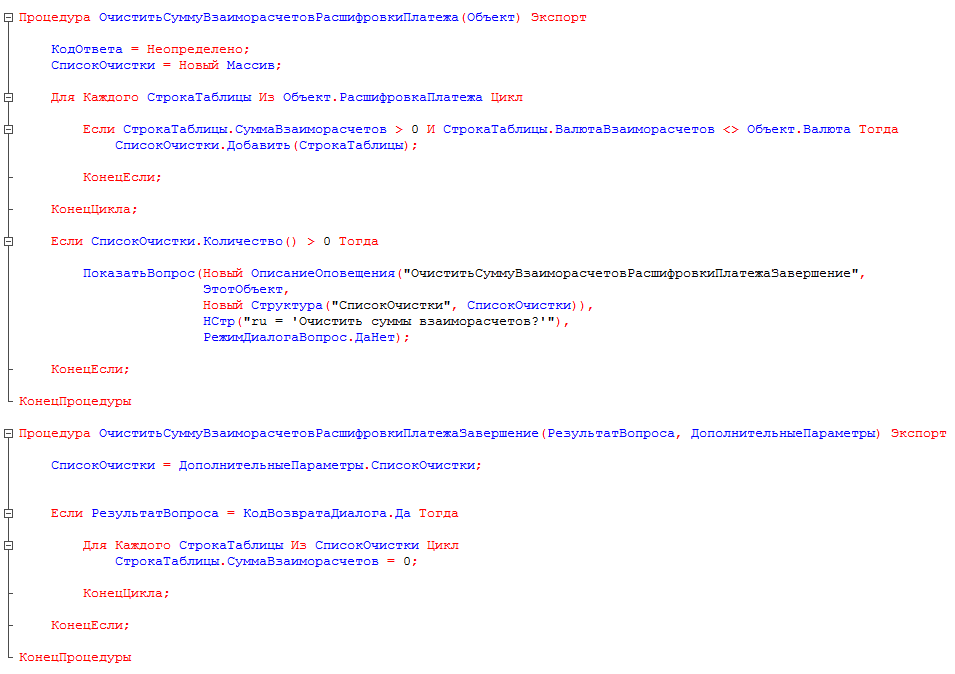 Процедура ОчиститьСуммуВзаиморасчетовРасшифровкиПлатежа(Объект) Экспорт
КодОтвета = Неопределено;
СписокОчистки = Новый Массив;
Для Каждого СтрокаТаблицы Из Объект.РасшифровкаПлатежа Цикл
Если СтрокаТаблицы.СуммаВзаиморасчетов > 0 И СтрокаТаблицы.ВалютаВзаиморасчетов <> Объект.Валюта Тогда
СписокОчистки.Добавить(СтрокаТаблицы);
КонецЕсли;
КонецЦикла;
Если СписокОчистки.Количество() > 0 Тогда
ПоказатьВопрос(Новый ОписаниеОповещения("ОчиститьСуммуВзаиморасчетовРасшифровкиПлатежаЗавершение",
ЭтотОбъект,
Новый Структура("СписокОчистки", СписокОчистки)),
НСтр("ru = 'Очистить суммы взаиморасчетов?'"),
РежимДиалогаВопрос.ДаНет);
КонецЕсли;
КонецПроцедуры
Процедура ОчиститьСуммуВзаиморасчетовРасшифровкиПлатежаЗавершение(РезультатВопроса, ДополнительныеПараметры) Экспорт
СписокОчистки = ДополнительныеПараметры.СписокОчистки;
Если РезультатВопроса = КодВозвратаДиалога.Да Тогда
Для Каждого СтрокаТаблицы Из СписокОчистки Цикл
СтрокаТаблицы.СуммаВзаиморасчетов = 0;
КонецЦикла;
КонецЕсли;
КонецПроцедуры